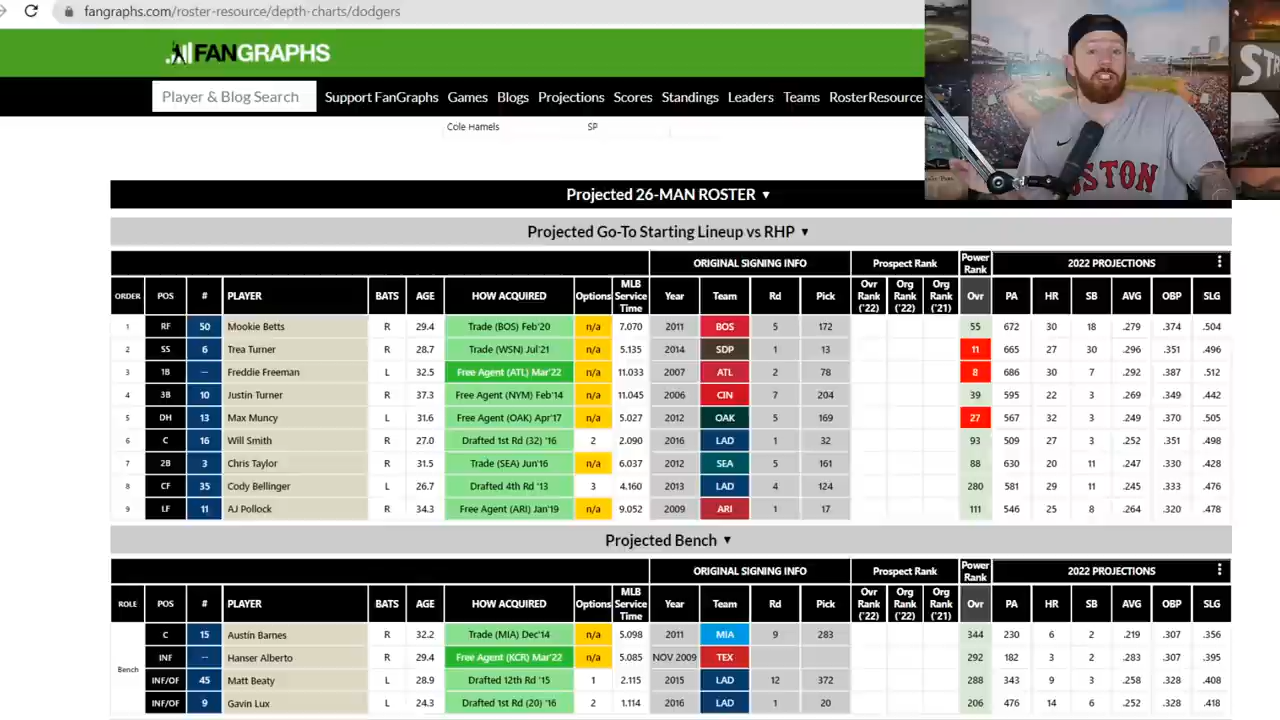 fangraphs.com/roster-resource/depth-charts/dodgers
FANGRAPHS
Player & Blog Search Support FanGraphs Games Blogs Projections Scores Standings Leaders Teams RosterResource
Cole Hamels SP
Projected 26-MAN ROSTER ▼
Projected Go-To Starting Lineup vs RHP ▼
ORIGINAL SIGNING INFO Prospect Rank Power Rank 2022 PROJECTIONS
ORDER POS # PLAYER BATS AGE HOW ACQUIRED Options MLB Service Time Year Team Rd Pick Ovr Rank ('22) Org Rank ('22) Org Rank ('21) Ovr PA HR SB AVG OBP SLG
1 RF 50 Mookie Betts R 29.4 Trade (BOS) Feb'20 n/a 7.070 2011 BOS 5 172 55 672 30 18 .279 .374 .504
2 SS 6 Trea Turner R 28.7 Trade (WSN) Jul'21 n/a 5.135 2014 SDP 1 13 11 665 27 30 .296 .351 .496
3 1B -- Freddie Freeman L 32.5 Free Agent (ATL) Mar'22 n/a 11.033 2007 ATL 2 78 8 686 30 7 .292 .387 .512
4 3B 10 Justin Turner R 37.3 Free Agent (NYM) Feb'14 n/a 11.045 2006 CIN 7 204 39 595 22 3 .269 .349 .442
5 DH 13 Max Muncy L 31.6 Free Agent (OAK) Apr'17 n/a 5.027 2012 OAK 5 169 27 567 32 3 .249 .370 .505
6 C 16 Will Smith R 27.0 Drafted 1st Rd (32) '16 2 2.090 2016 LAD 1 32 93 509 27 3 .252 .351 .498
7 2B 3 Chris Taylor R 31.5 Trade (SEA) Jun'16 n/a 6.037 2012 SEA 5 161 88 630 20 11 .247 .330 .428
8 CF 35 Cody Bellinger L 26.7 Drafted 4th Rd '13 3 4.160 2013 LAD 4 124 280 581 29 11 .245 .333 .476
9 LF 11 AJ Pollock R 34.3 Free Agent (ARI) Jan'19 n/a 9.052 2009 ARI 1 17 111 546 25 8 .264 .320 .478
Projected Bench ▼
ORIGINAL SIGNING INFO Prospect Rank Power Rank 2022 PROJECTIONS
ROLE POS # PLAYER BATS AGE HOW ACQUIRED Options MLB Service Time Year Team Rd Pick Ovr Rank ('22) Org Rank ('22) Org Rank ('21) Ovr PA HR SB AVG OBP SLG
C 15 Austin Barnes R 32.2 Trade (MIA) Dec'14 n/a 5.098 2011 MIA 9 283 344 230 6 2 .219 .307 .356
INF -- Hanser Alberto R 29.4 Free Agent (KCR) Mar'22 n/a 5.085 NOV 2009 TEX 292 182 3 2 .283 .307 .395
Bench
INF/OF 45 Matt Beaty L 28.9 Drafted 12th Rd '15 1 2.115 2015 LAD 12 372 288 343 9 3 .258 .328 .408
INF/OF 9 Gavin Lux L 24.3 Drafted 1st Rd (20) '16 2 1.114 2016 LAD 1 20 206 476 14 6 .252 .328 .418